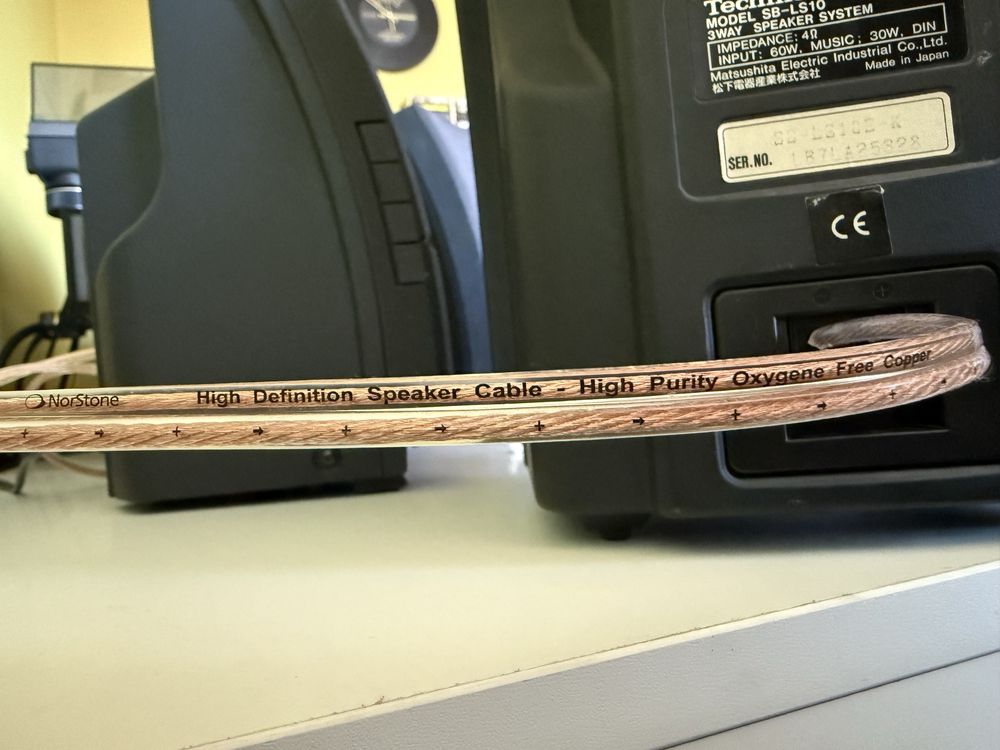 Technics
MODEL SB-LS10
3WAY SPEAKER SYSTEM
IMPEDANCE: 4Ω
INPUT: 60W, MUSIC; 30W, DIN
Matsushita Electric Industrial Co.,Ltd.
松下電器産業株式会社 Made in Japan
SER.NO.
CE
NorStone High Definition Speaker Cable - High Purity Oxygene Free Copper
+ → + → + → + → + → +